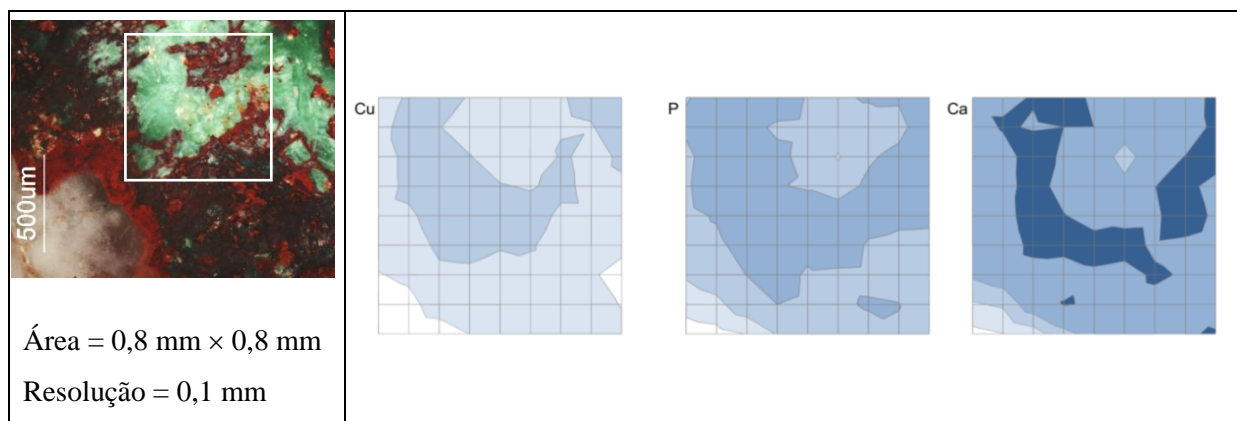 500um
Cu
P
Ca
Área = 0,8 mm × 0,8 mm
Resolução = 0,1 mm